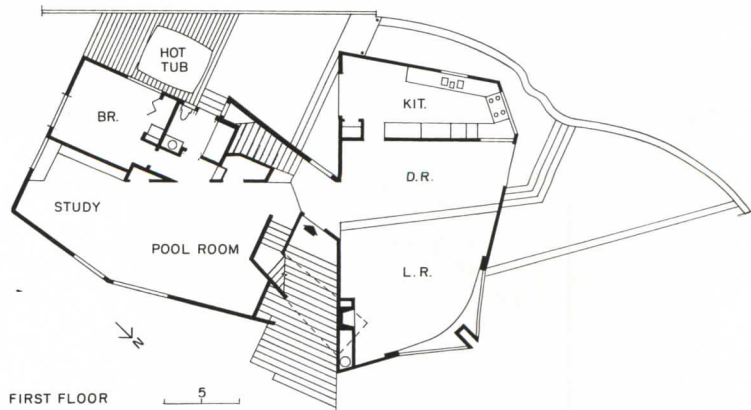 HOT
TUB
BR.
KIT.
D.R.
STUDY
POOL ROOM
L.R.
N
FIRST FLOOR
5